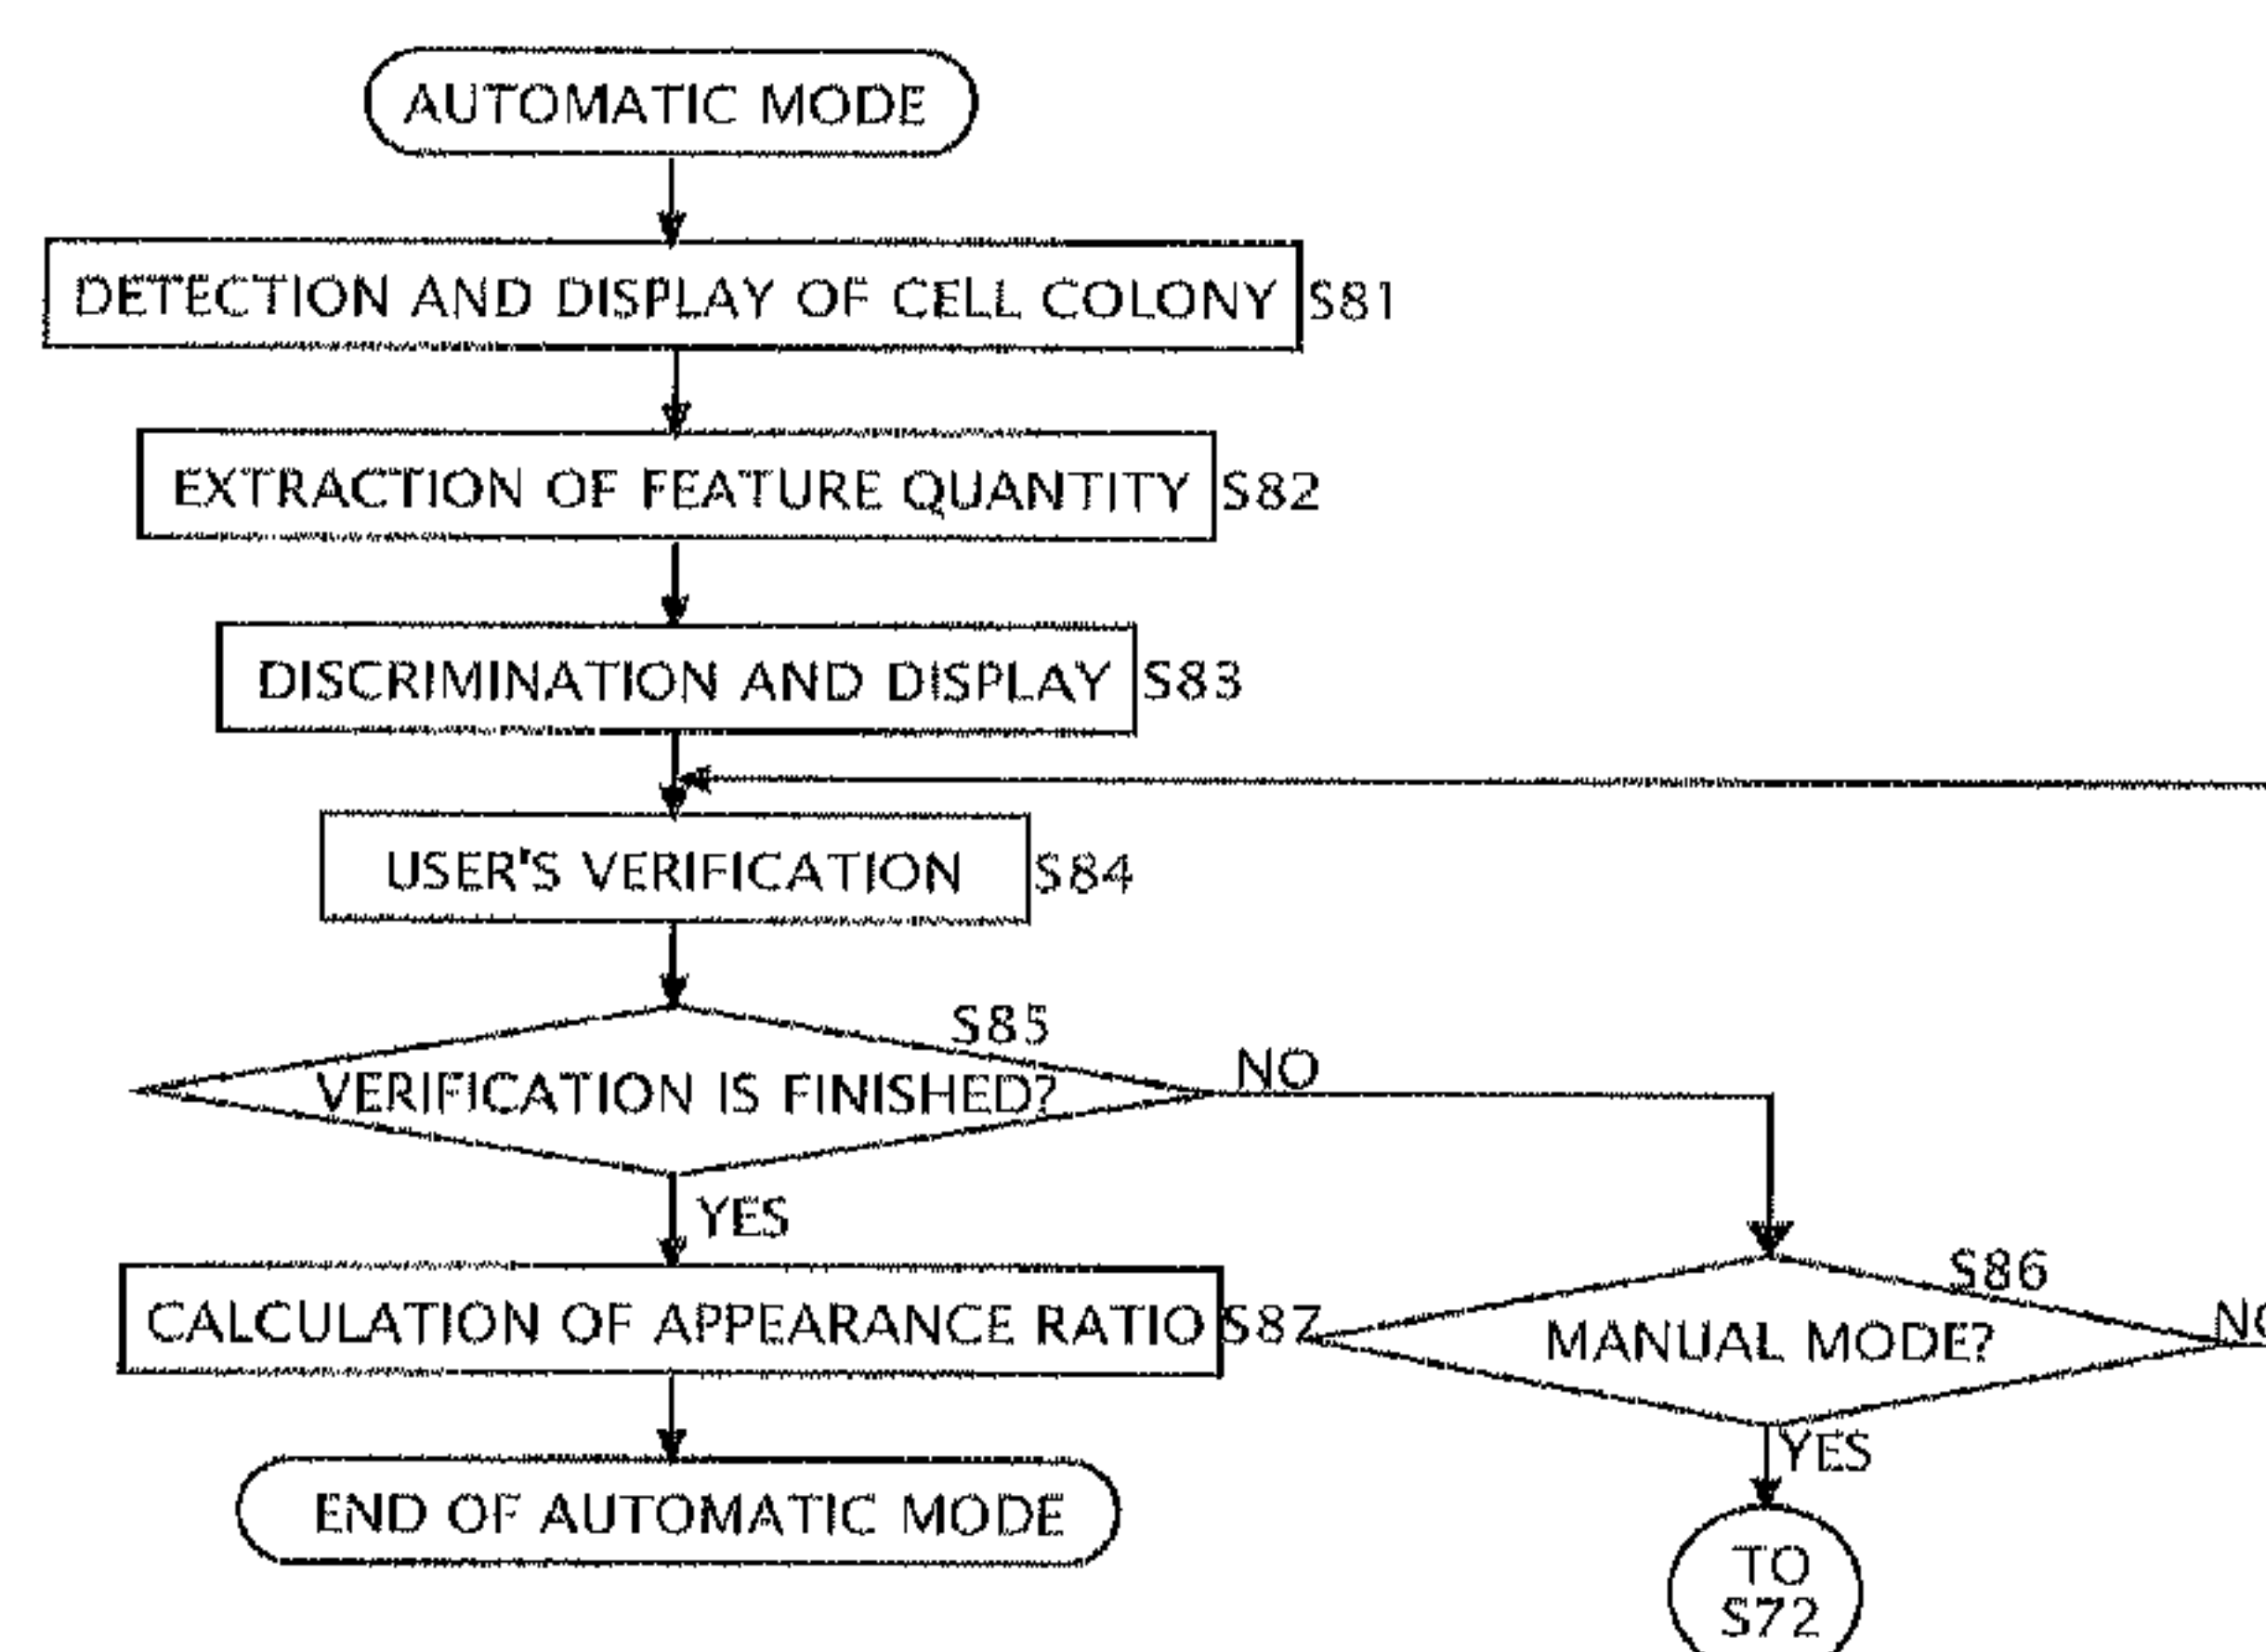 AUTOMATIC MODE
DETECTION AND DISPLAY OF CELL COLONY S81
EXTRACTION OF FEATURE QUANTITY S82
DISCRIMINATION AND DISPLAY S83
USER'S VERIFICATION S84
S85
VERIFICATION IS FINISHED?
NO
YES
CALCULATION OF APPEARANCE RATIO S87
S86
MANUAL MODE?
NO
YES
END OF AUTOMATIC MODE
TO
S72